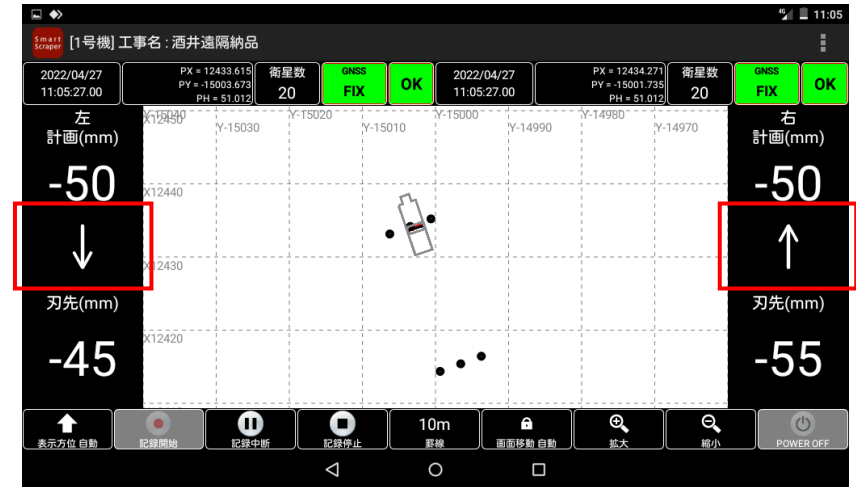 4G 11:05
Smart
Scraper
[1号機] 工事名 : 酒井遠隔納品
2022/04/27
11:05:27.00
PX = 12433.615
PY = -15003.673
PH = 51.012
衛星数
20
GNSS
FIX
OK
2022/04/27
11:05:27.00
PX = 12434.271
PY = -15001.735
PH = 51.012
衛星数
20
GNSS
FIX
OK
左
計画(mm)
-50
↓
刃先(mm)
-45
Y-15040
Y-15030
Y-15020
Y-15010
Y-15000
Y-14990
Y-14980
Y-14970
X12450
X12440
X12430
X12420
右
計画(mm)
-50
↑
刃先(mm)
-55
表示方位 自動
記録開始
記録中断
記録停止
10m
罫線
画面移動 自動
拡大
縮小
POWER OFF